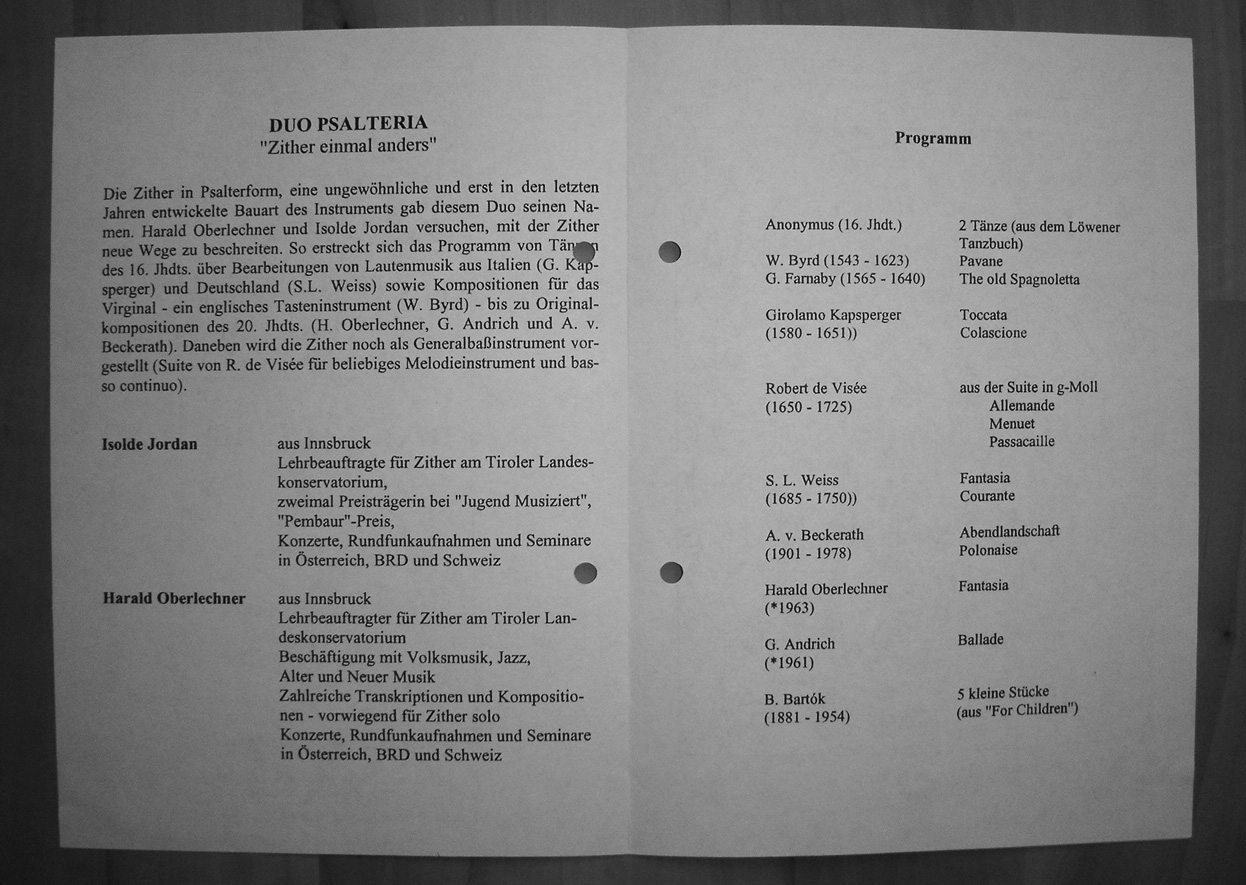 DUO PSALTERIA
"Zither einmal anders"
Die Zither in Psalterform, eine ungewöhnliche und erst in den letzten
Jahren entwickelte Bauart des Instruments gab diesem Duo seinen Na-
men. Harald Oberlechner und Isolde Jordan versuchen, mit der Zither
neue Wege zu beschreiten. So erstreckt sich das Programm von
des 16. Jhdts. über Bearbeitungen von Lautenmusik aus Italien (G. Kap-
sperger) und Deutschland (S.L. Weiss) sowie Kompositionen für das
Virginal - ein englisches Tasteninstrument (W. Byrd) - bis zu Original-
kompositionen des 20. Jhdts. (H. Oberlechner, G. Andrich und A. v.
Beckerath). Daneben wird die Zither noch als Generalbaßinstrument vor-
gestellt (Suite von R. de Visée für beliebiges Melodieinstrument und bas-
so continuo).
Isolde Jordan aus Innsbruck
Lehrbeauftragte für Zither am Tiroler Landes-
konservatorium,
zweimal Preisträgerin bei "Jugend Musiziert",
"Pembaur"-Preis,
Konzerte, Rundfunkaufnahmen und Seminare
in Österreich, BRD und Schweiz
Harald Oberlechner aus Innsbruck
Lehrbeauftragter für Zither am Tiroler Lan-
deskonservatorium
Beschäftigung mit Volksmusik, Jazz,
Alter und Neuer Musik
Zahlreiche Transkriptionen und Kompositio-
nen - vorwiegend für Zither solo
Konzerte, Rundfunkaufnahmen und Seminare
in Österreich, BRD und Schweiz
Programm
Anonymus (16. Jhdt.) 2 Tänze (aus dem Löwener
Tanzbuch)
W. Byrd (1543 - 1623) Pavane
G. Farnaby (1565 - 1640) The old Spagnoletta
Girolamo Kapsperger Toccata
(1580 - 1651)) Colascione
Robert de Visée aus der Suite in g-Moll
(1650 - 1725) Allemande
Menuet
Passacaille
S. L. Weiss Fantasia
(1685 - 1750)) Courante
A. v. Beckerath Abendlandschaft
(1901 - 1978) Polonaise
Harald Oberlechner Fantasia
(*1963)
G. Andrich Ballade
(*1961)
B. Bartók 5 kleine Stücke
(1881 - 1954) (aus "For Children")